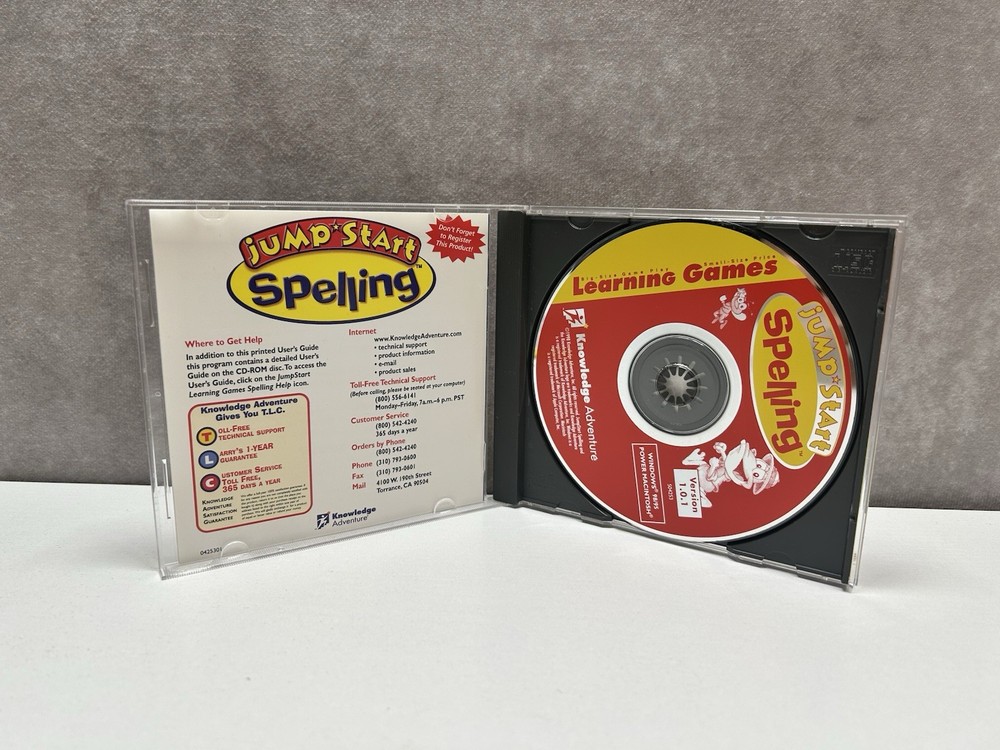 JumpStart
Spelling™
Don't Forget
to Register
This Product!
Where to Get Help
In addition to this printed User's Guide
this program contains a detailed User's
Guide on the CD-ROM disc. To access the
User's Guide, click on the JumpStart
Learning Games Spelling Help icon.
Knowledge Adventure
Gives You T.L.C.
TOLL-FREE
TECHNICAL SUPPORT
LARRY'S 1-YEAR
GUARANTEE
CUSTOMER SERVICE
TOLL FREE,
365 DAYS A YEAR
KNOWLEDGE
ADVENTURE
SATISFACTION
GUARANTEE
0425301
Internet
www.KnowledgeAdventure.com
• technical support
• product information
• e-mail
• product sales
Toll-Free Technical Support
(Before calling, please be seated at your computer)
(800) 556-6141
Monday–Friday, 7a.m.–6 p.m. PST
Customer Service
(800) 542-4240
365 days a year
Orders by Phone
(800) 542-4240
Phone (310) 793-0600
Fax (310) 793-0601
Mail 4100 W. 190th Street
Torrance, CA 90504
Knowledge
Adventure®
Big-Size Game Play Small-Size Price
Learning Games
JumpStart
Spelling™
Knowledge Adventure
WINDOWS® 98/95
POWER MACINTOSH®
Version
1.0.1